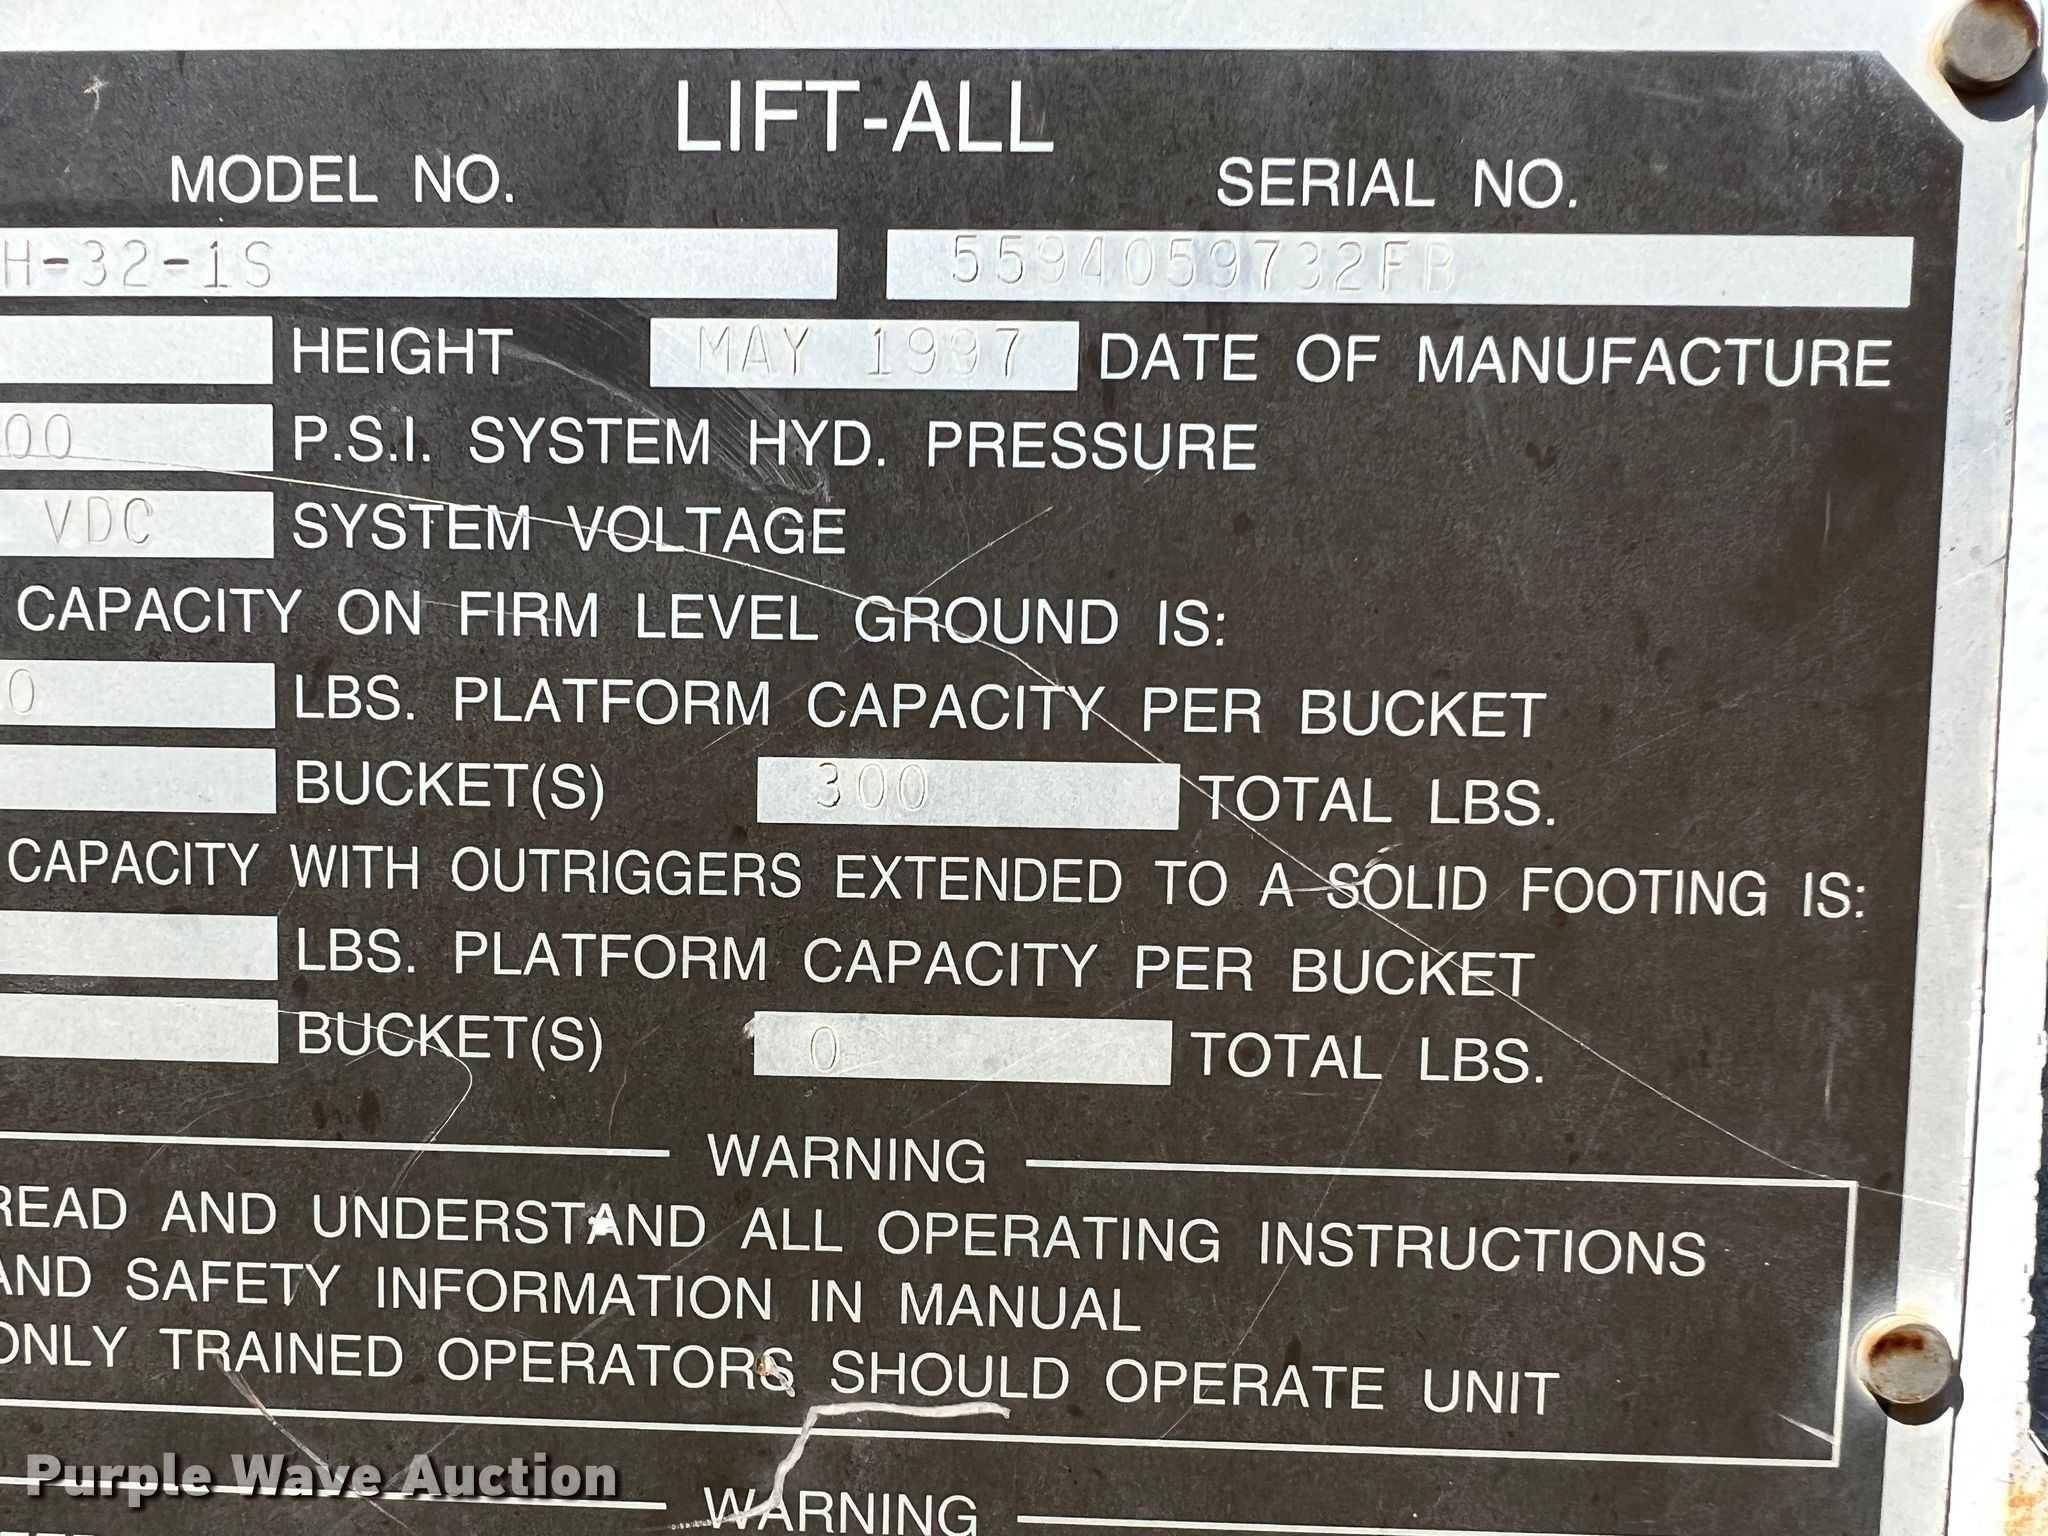 LIFT-ALL
MODEL NO. SERIAL NO.
H-32-1S 5594059732FB
HEIGHT MAY 1997 DATE OF MANUFACTURE
00 P.S.I. SYSTEM HYD. PRESSURE
VDC SYSTEM VOLTAGE
CAPACITY ON FIRM LEVEL GROUND IS:
0 LBS. PLATFORM CAPACITY PER BUCKET
BUCKET(S) 300 TOTAL LBS.
CAPACITY WITH OUTRIGGERS EXTENDED TO A SOLID FOOTING IS:
LBS. PLATFORM CAPACITY PER BUCKET
BUCKET(S) 0 TOTAL LBS.
WARNING
READ AND UNDERSTAND ALL OPERATING INSTRUCTIONS
AND SAFETY INFORMATION IN MANUAL
ONLY TRAINED OPERATORS SHOULD OPERATE UNIT
Purple Wave Auction
WARNING